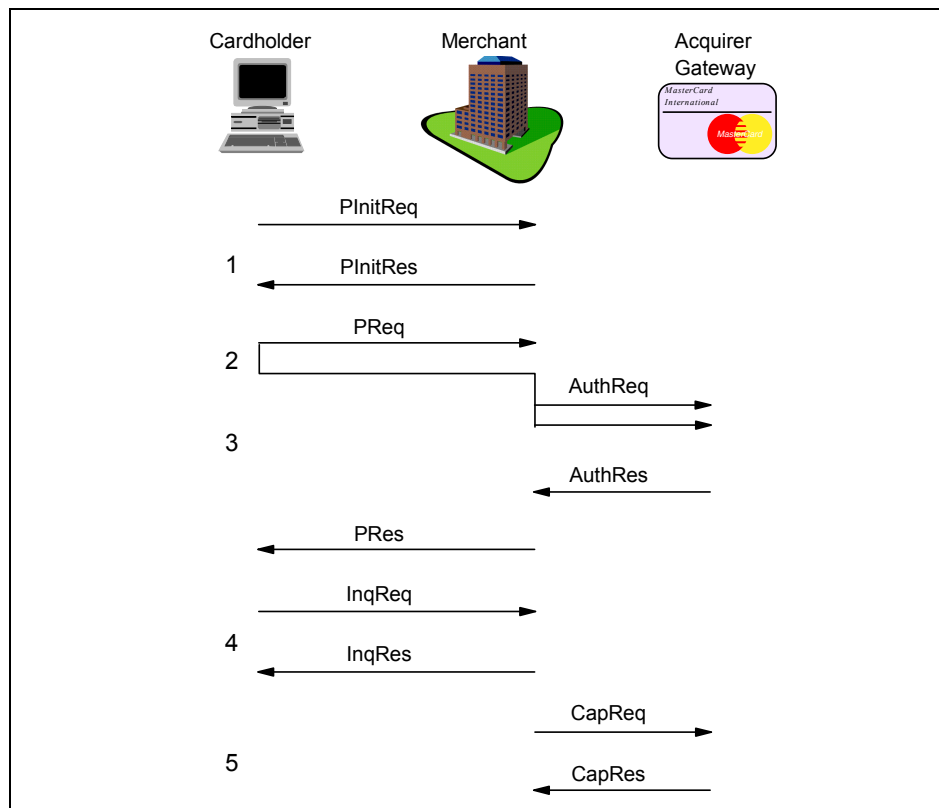 Cardholder
Merchant
Acquirer
Gateway
MasterCard
International
MasterCard
PInitReq
1
PInitRes
PReq
2
AuthReq
3
AuthRes
PRes
InqReq
4
InqRes
CapReq
5
CapRes